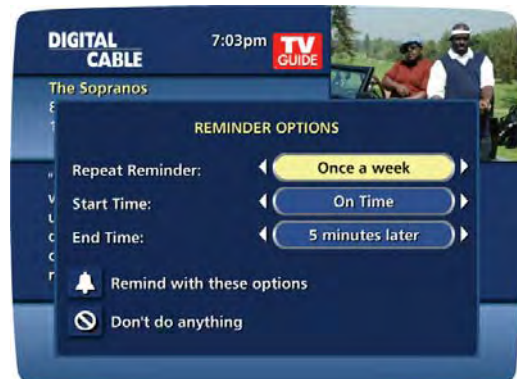 DIGITAL CABLE
7:03pm
TV GUIDE
The Sopranos
REMINDER OPTIONS
Repeat Reminder: Once a week
Start Time: On Time
End Time: 5 minutes later
Remind with these options
Don't do anything